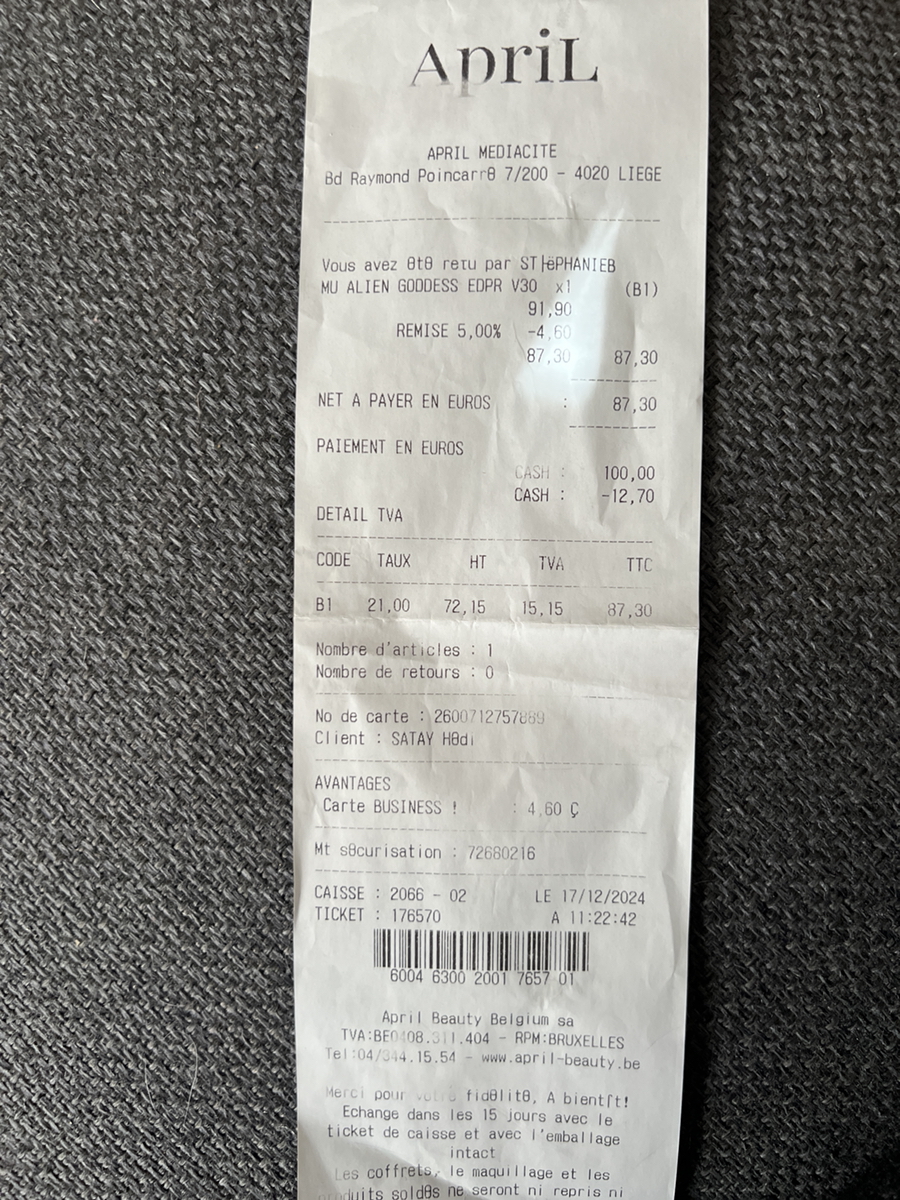 ApriL
APRIL MEDIACITE
Bd Raymond Poincarrθ 7/200 - 4020 LIEGE
Vous avez θtθ reτu par ST├θPHANIEB
MU ALIEN GODDESS EDPR V30 x1 (B1)
91,90
REMISE 5,00% -4,60
87,30 87,30
NET A PAYER EN EUROS : 87,30
PAIEMENT EN EUROS
CASH : 100,00
CASH : -12,70
DETAIL TVA
CODE TAUX HT TVA TTC
B1 21,00 72,15 15,15 87,30
Nombre d'articles : 1
Nombre de retours : 0
No de carte : 2600712757889
Client : SATAY Hθdi
AVANTAGES
Carte BUSINESS ! : 4,60 Ç
Mt sθcurisation : 72680216
CAISSE : 2066 - 02 LE 17/12/2024
TICKET : 176570 A 11:22:42
6004 6300 2001 7657 01
April Beauty Belgium sa
TVA:BE0408.311.404 - RPM:BRUXELLES
Tel:04/344.15.54 - www.april-beauty.be
Merci pour votre fidθlitθ, A bient⌠t!
Echange dans les 15 jours avec le
ticket de caisse et avec l'emballage
intact
Les coffrets, le maquillage et les
produits soldθs ne seront ni repris ni